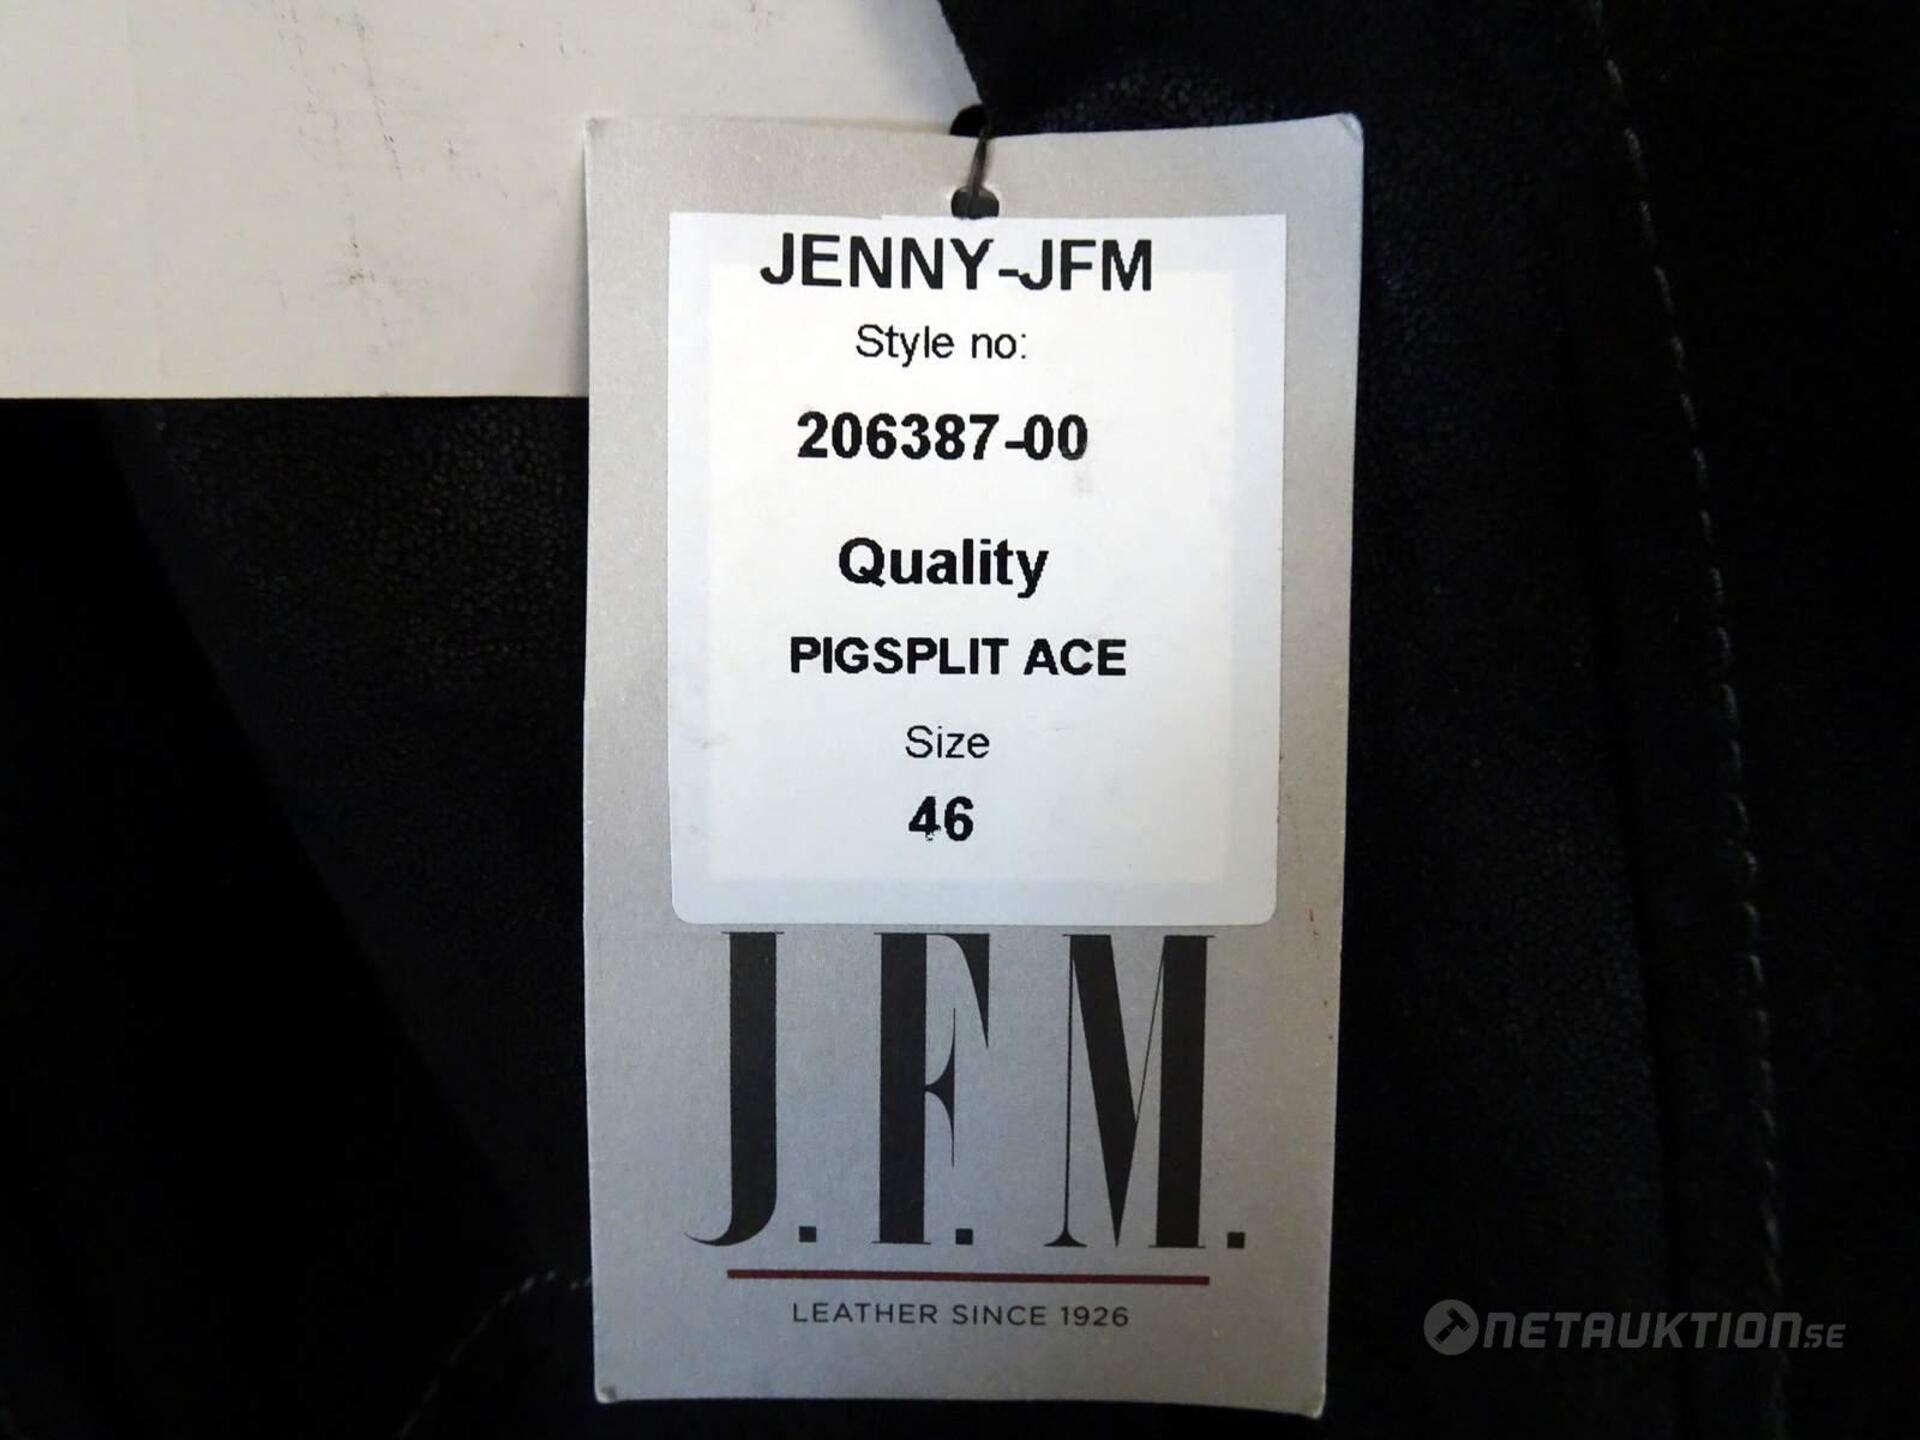 JENNY-JFM
Style no:
206387-00
Quality
PIGSPLIT ACE
Size
46
J.F.M.
LEATHER SINCE 1926
NETAUKTION.SE